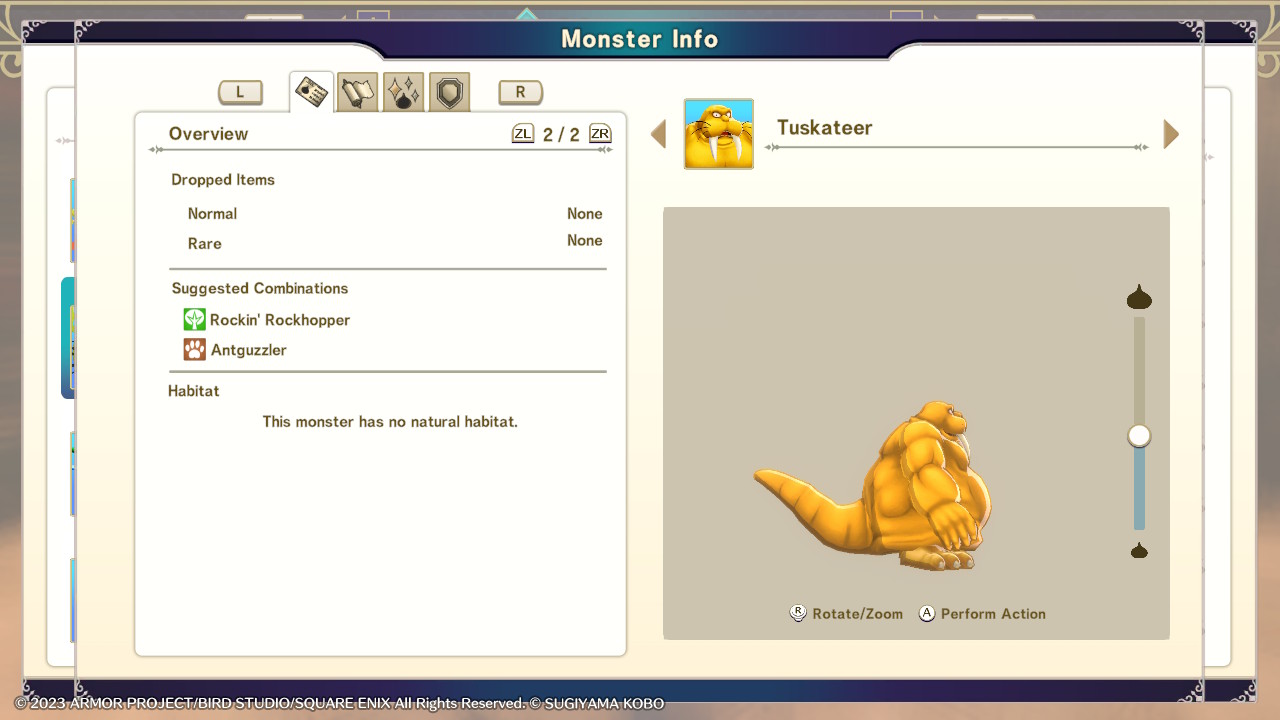 Monster Info
L
R
Overview
ZL 2 / 2 ZR
Dropped Items
Normal None
Rare None
Suggested Combinations
Rockin' Rockhopper
Antguzzler
Habitat
This monster has no natural habitat.
Tuskateer
R Rotate/Zoom A Perform Action
© 2023 ARMOR PROJECT/BIRD STUDIO/SQUARE ENIX All Rights Reserved. © SUGIYAMA KOBO